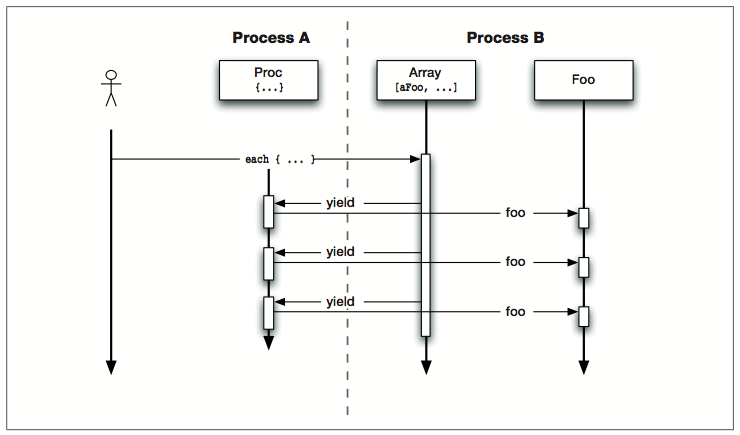 Process A
Process B
Proc
{...}
Array
[aFoo, ...]
Foo
each { ... }
yield
foo
yield
foo
yield
foo